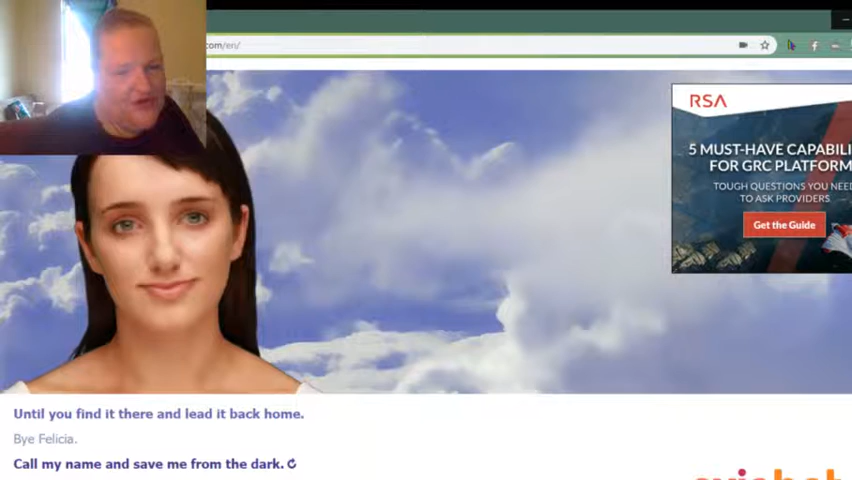 com/en/
RSA
5 MUST-HAVE CAPABILI
FOR GRC PLATFORM
TOUGH QUESTIONS YOU NEED
TO ASK PROVIDERS
Get the Guide
Until you find it there and lead it back home.
Bye Felicia.
Call my name and save me from the dark.